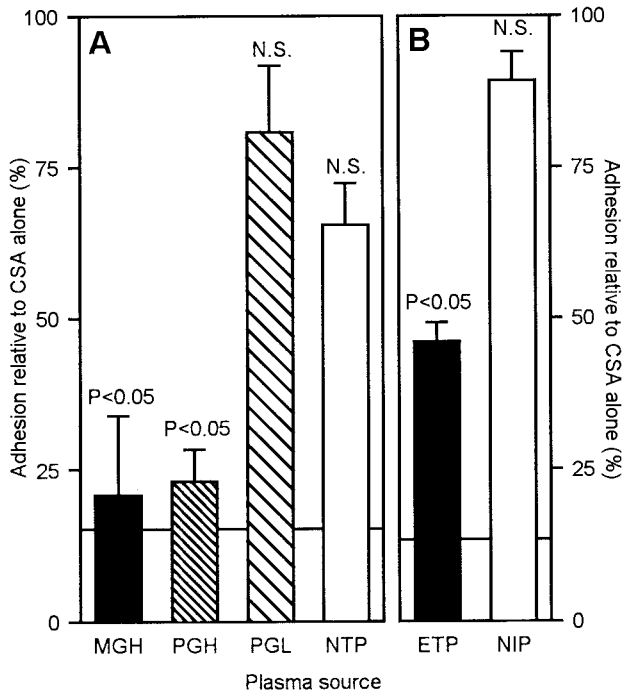 A
B
100
75
50
25
0
Adhesion relative to CSA alone (%)
P<0.05
P<0.05
N.S.
N.S.
MGH PGH PGL NTP
P<0.05
N.S.
ETP NIP
100
75
50
25
0
Adhesion relative to CSA alone (%)
Plasma source